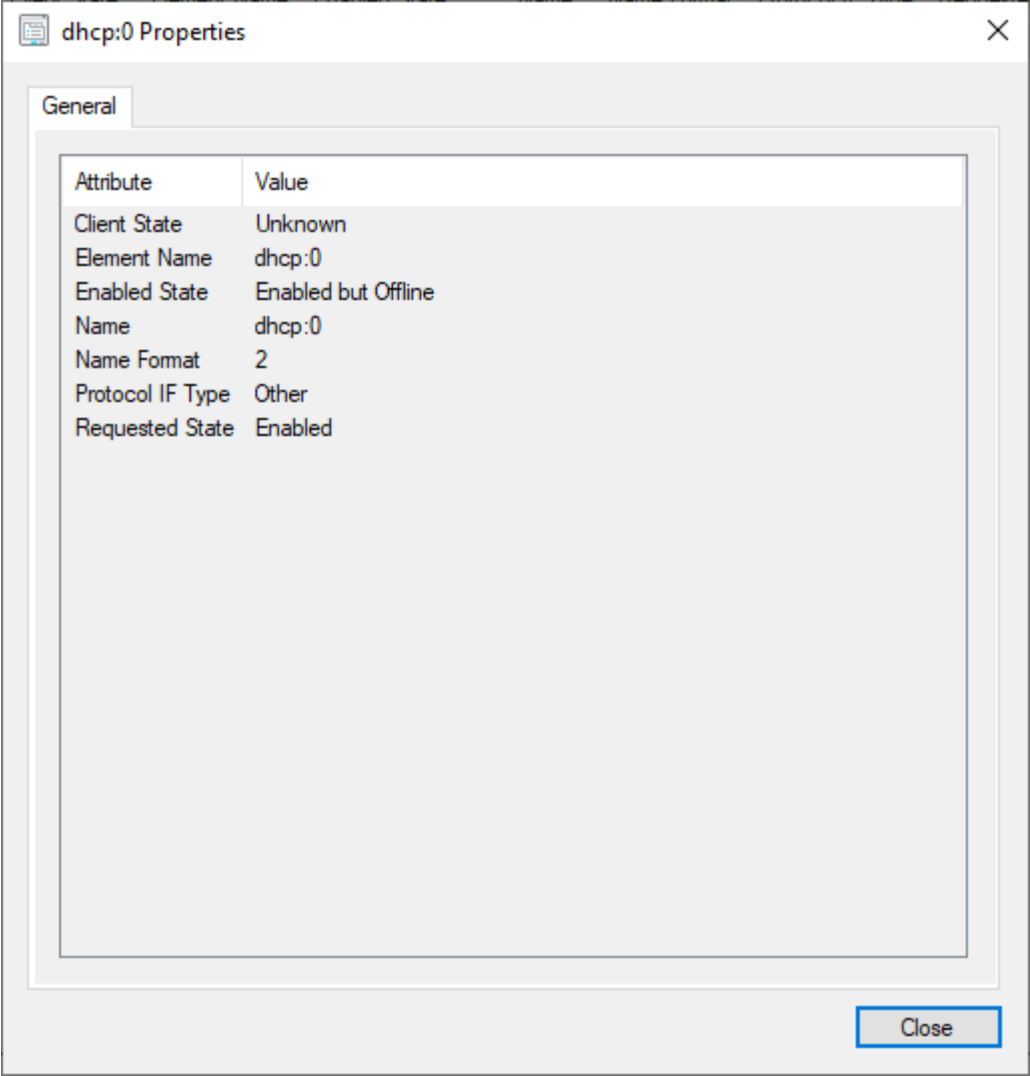 dhcp:0 Properties
General
Attribute Value
Client State Unknown
Element Name dhcp:0
Enabled State Enabled but Offline
Name dhcp:0
Name Format 2
Protocol IF Type Other
Requested State Enabled
Close